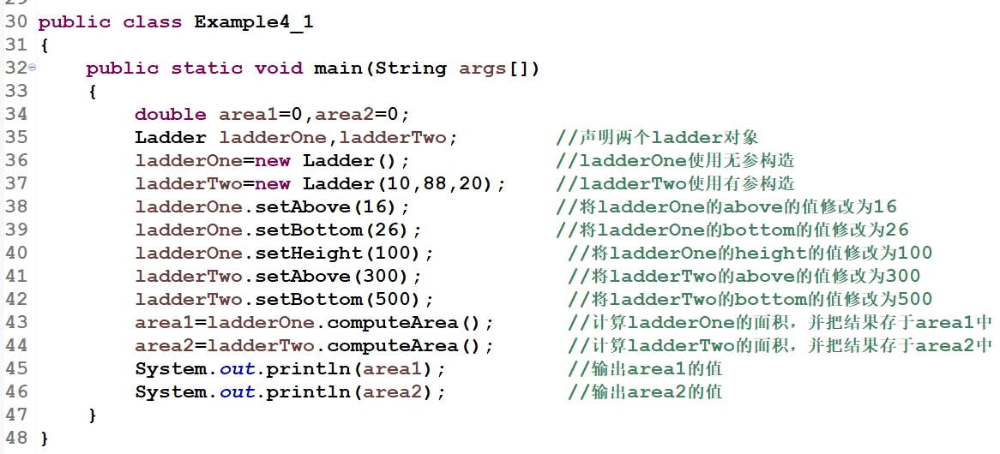 30 public class Example4_1
31 {
32 public static void main(String args[])
33 {
34 double area1=0,area2=0;
35 Ladder ladderOne,ladderTwo; //声明两个ladder对象
36 ladderOne=new Ladder(); //ladderOne使用无参构造
37 ladderTwo=new Ladder(10,88,20); //ladderTwo使用有参构造
38 ladderOne.setAbove(16); //将ladderOne的above的值修改为16
39 ladderOne.setBottom(26); //将ladderOne的bottom的值修改为26
40 ladderOne.setHeight(100); //将ladderOne的height的值修改为100
41 ladderTwo.setAbove(300); //将ladderTwo的above的值修改为300
42 ladderTwo.setBottom(500); //将ladderTwo的bottom的值修改为500
43 area1=ladderOne.computeArea(); //计算ladderOne的面积，并把结果存于area1中
44 area2=ladderTwo.computeArea(); //计算ladderTwo的面积，并把结果存于area2中
45 System.out.println(area1); //输出area1的值
46 System.out.println(area2); //输出area2的值
47 }
48 }